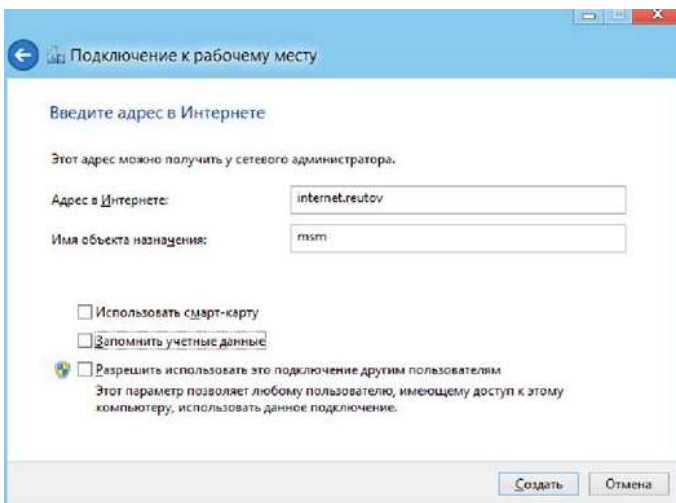 Подключение к рабочему месту
Введите адрес в Интернете
Этот адрес можно получить у сетевого администратора.
Адрес в Интернете:
internet.reutov
Имя объекта назначения:
msm
Использовать смарт-карту
Запомнить учетные данные
Разрешить использовать это подключение другим пользователям
Этот параметр позволяет любому пользователю, имеющему доступ к этому
компьютеру, использовать данное подключение.
Создать
Отмена